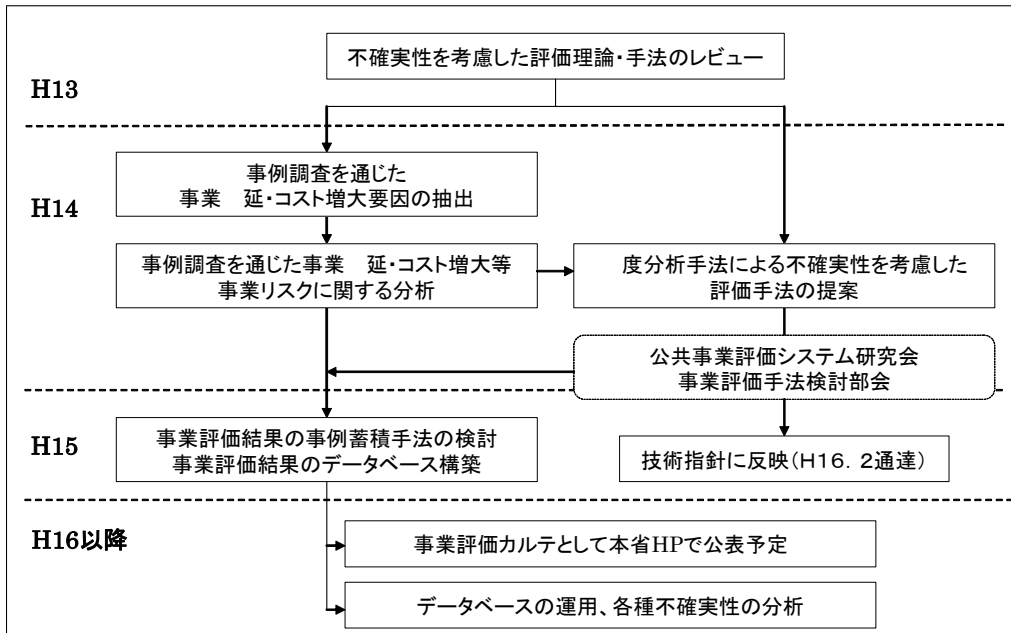 不確実性を考慮した評価理論・手法のレビュー
H13
事例調査を通じた
事業　延・コスト増大要因の抽出
H14
事例調査を通じた事業　延・コスト増大等
事業リスクに関する分析
度分析手法による不確実性を考慮した
評価手法の提案
公共事業評価システム研究会
事業評価手法検討部会
H15
事業評価結果の事例蓄積手法の検討
事業評価結果のデータベース構築
技術指針に反映(H16．2通達)
H16以降
事業評価カルテとして本省HPで公表予定
データベースの運用、各種不確実性の分析